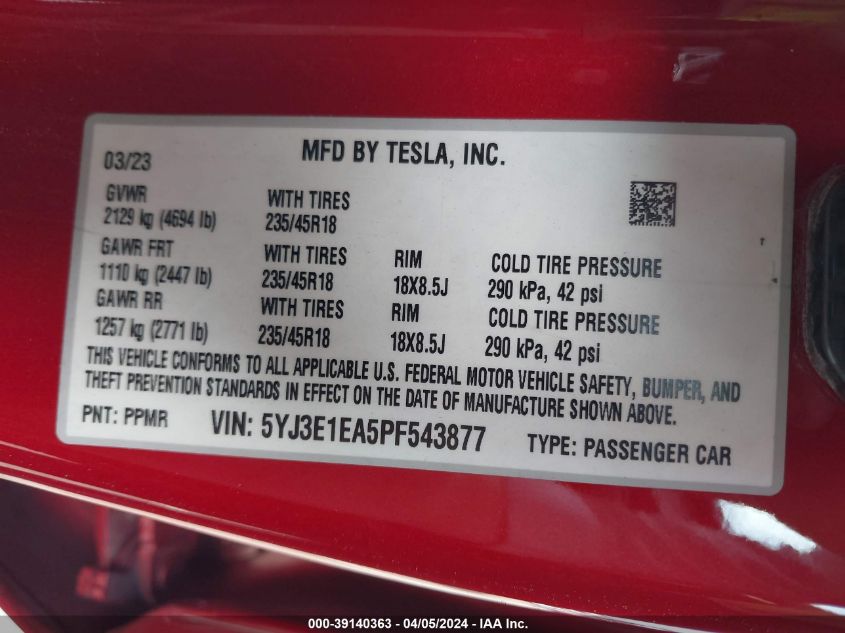 03/23 MFD BY TESLA, INC.
GVWR WITH TIRES
2129 kg (4694 lb) 235/45R18
GAWR FRT WITH TIRES RIM COLD TIRE PRESSURE
1110 kg (2447 lb) 235/45R18 18X8.5J 290 kPa, 42 psi
GAWR RR WITH TIRES RIM COLD TIRE PRESSURE
1257 kg (2771 lb) 235/45R18 18X8.5J 290 kPa, 42 psi
THIS VEHICLE CONFORMS TO ALL APPLICABLE U.S. FEDERAL MOTOR VEHICLE SAFETY, BUMPER, AND
THEFT PREVENTION STANDARDS IN EFFECT ON THE DATE OF MANUFACTURE SHOWN ABOVE.
PNT: PPMR VIN: 5YJ3E1EA5PF543877 TYPE: PASSENGER CAR
000-39140363 - 04/05/2024 - IAA Inc.